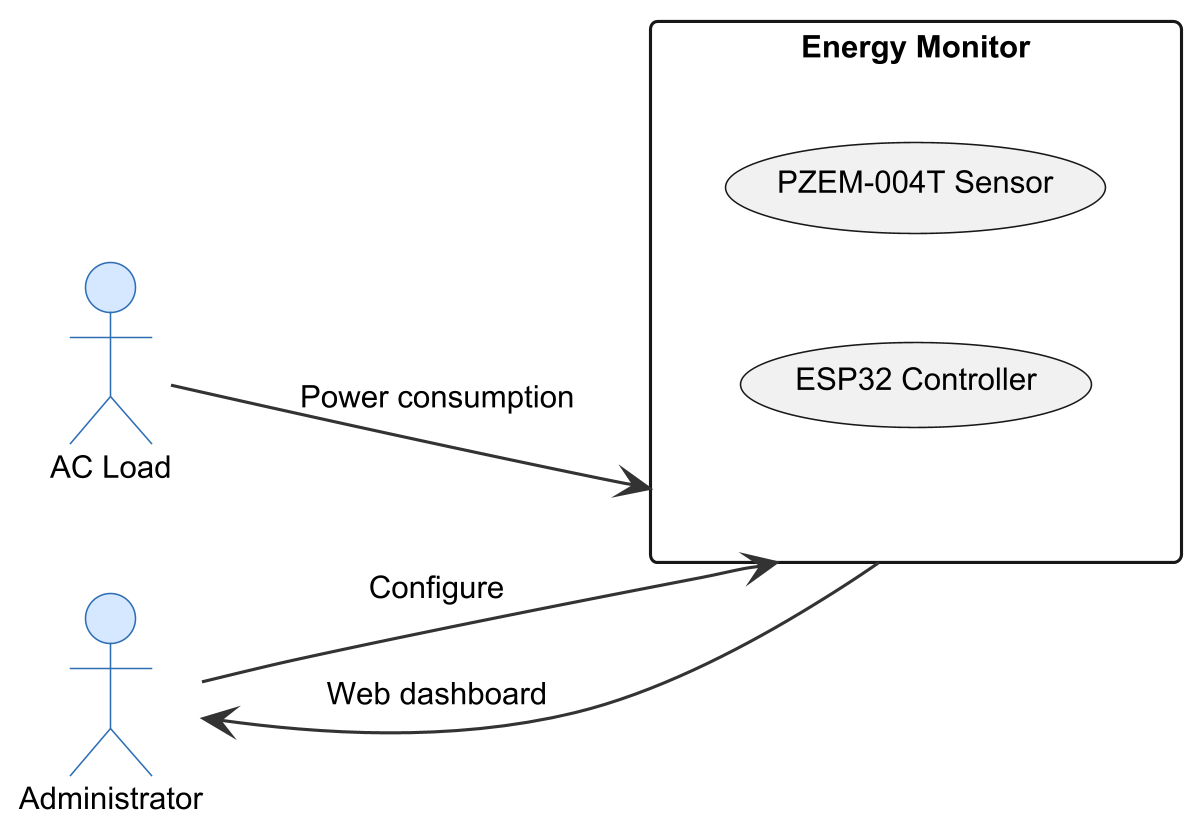 Energy Monitor
PZEM-004T Sensor
ESP32 Controller
Power consumption
AC Load
Configure
Web dashboard
Administrator